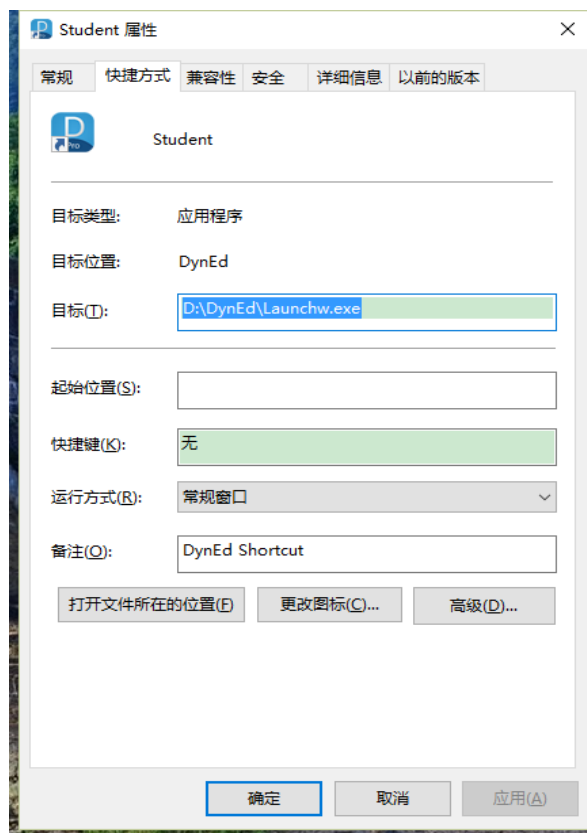 Student 属性
常规 快捷方式 兼容性 安全 详细信息 以前的版本
D
Pro
Student
目标类型: 应用程序
目标位置: DynEd
目标(T): D:\DynEd\Launchw.exe
起始位置(S):
快捷键(K): 无
运行方式(R): 常规窗口
备注(O): DynEd Shortcut
打开文件所在的位置(F) 更改图标(C)... 高级(D)...
确定 取消 应用(A)